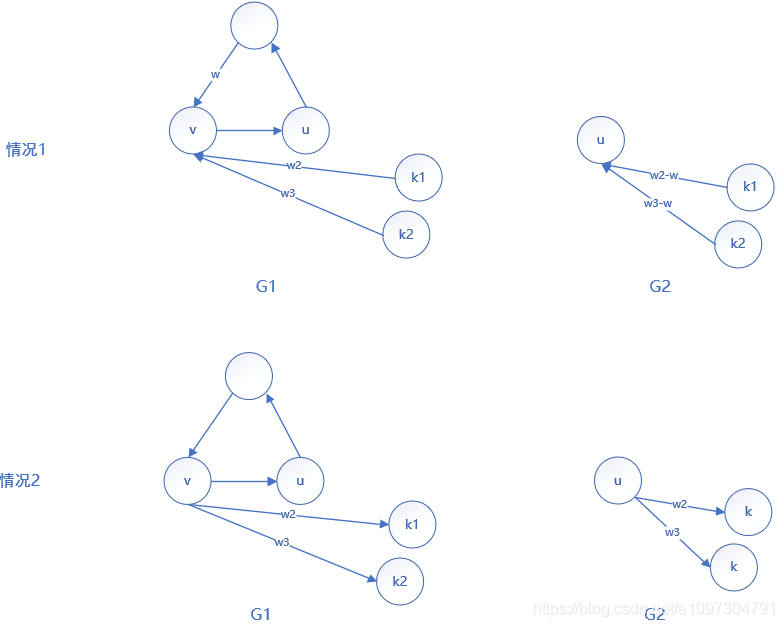 w
v
u
情况1
w2
k1
w3
k2
G1
u
w2-w
k1
w3-w
k2
G2
情况2
v
u
w2
k1
w3
k2
G1
u
w2
k
w3
k
G2
https://blog.csdn.net/a1097304791